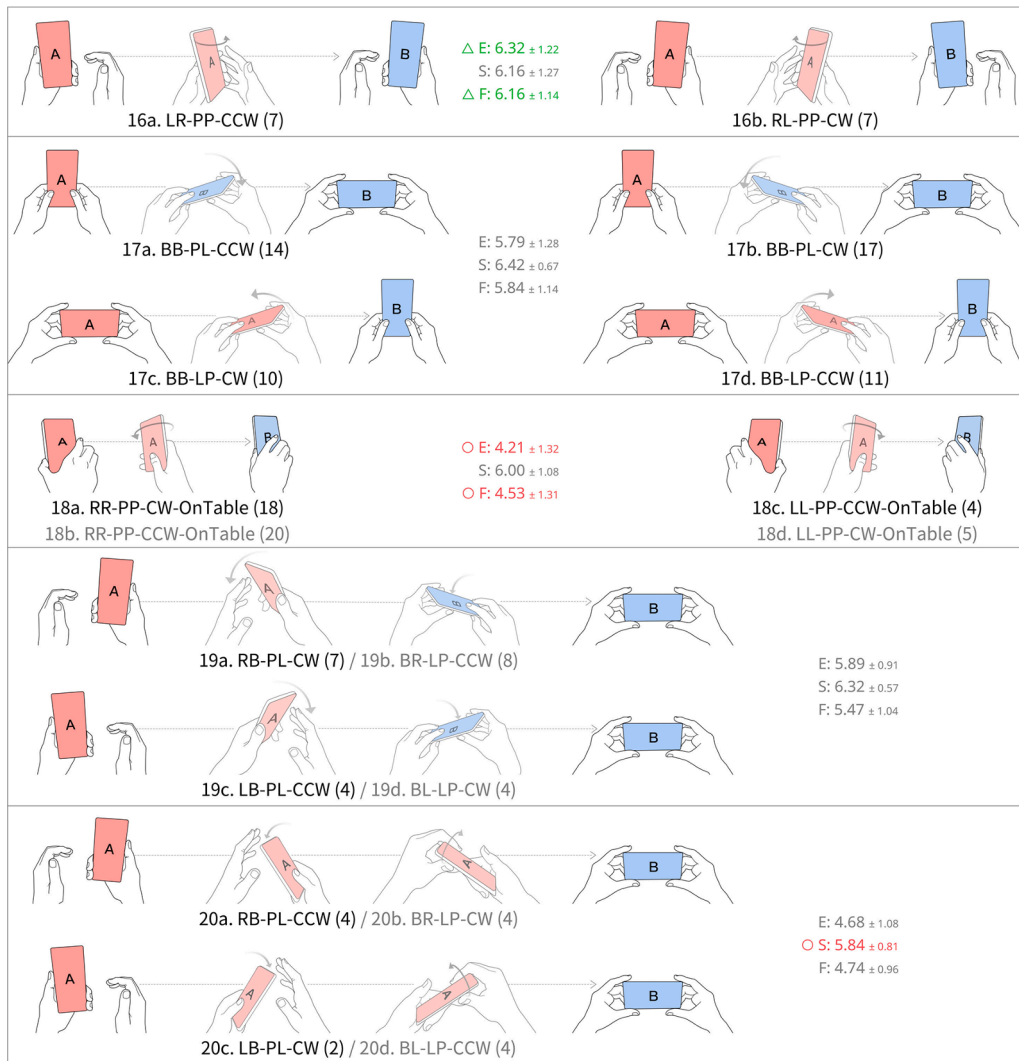 A B A B
△ E: 6.32 ± 1.22
S: 6.16 ± 1.27
△ F: 6.16 ± 1.14
A A B A A B
16a. LR-PP-CCW (7)
16b. RL-PP-CW (7)
A B B A B B
17a. BB-PL-CCW (14)
17b. BB-PL-CW (17)
E: 5.79 ± 1.28
S: 6.42 ± 0.67
F: 5.84 ± 1.14
A A B A A B
17c. BB-LP-CW (10)
17d. BB-LP-CCW (11)
A A B A A B
○ E: 4.21 ± 1.32
S: 6.00 ± 1.08
○ F: 4.53 ± 1.31
18a. RR-PP-CW-OnTable (18)
18b. RR-PP-CCW-OnTable (20)
18c. LL-PP-CCW-OnTable (4)
18d. LL-PP-CW-OnTable (5)
A A B B
19a. RB-PL-CW (7) / 19b. BR-LP-CCW (8)
E: 5.89 ± 0.91
S: 6.32 ± 0.57
F: 5.47 ± 1.04
A A B B
19c. LB-PL-CCW (4) / 19d. BL-LP-CW (4)
A A A B
20a. RB-PL-CCW (4) / 20b. BR-LP-CW (4)
E: 4.68 ± 1.08
○ S: 5.84 ± 0.81
F: 4.74 ± 0.96
A A A B
20c. LB-PL-CW (2) / 20d. BL-LP-CCW (4)